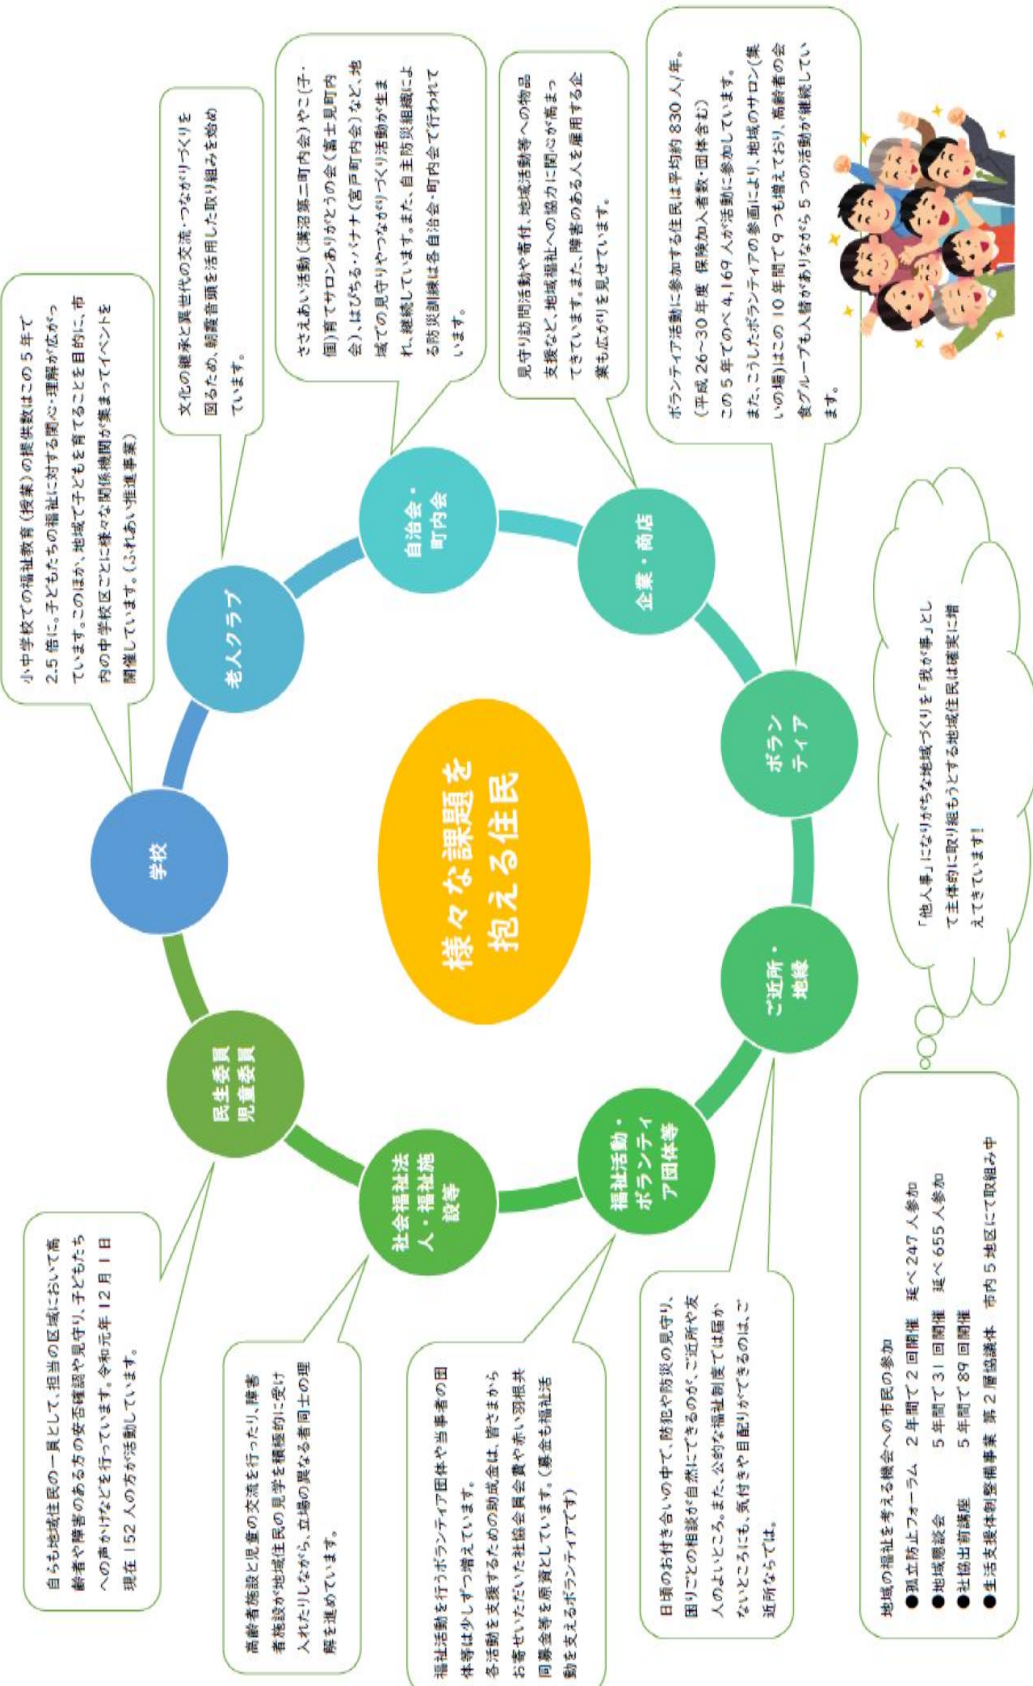 小中学校での福祉教育(授業)の提供数はこの5年で
2.5倍に。子どもたちの福祉に対する関心・理解が広がっ
ています。このほか、地域で子どもを育てることを目的に、市
内の中学校区ごとに様々な関係機関が集まってイベントを
開催しています。(ふれあい推進事業)
文化の継承と異世代の交流・つながりづくりを
図るため、朝霞音頭を活用した取り組みを始め
ています。
ささえあい活動(溝沼第二町内会)やこ(子・
個)育てサロンありがとうの会(富士見町内
会)、はぴちる・バナナ(宮戸町内会)など、地
域での見守りやつながりづくり活動が生ま
れ、継続しています。また、自主防災組織によ
る防災訓練は各自治会・町内会で行われて
います。
見守り訪問活動や寄付、地域活動等への物品
支援など、地域福祉への協力に関心が高まっ
てきています。また、障害のある人を雇用する企
業も広がりを見せています。
ボランティア活動に参加する住民は平均約830人/年。
(平成26~30年度 保険加入者数・団体含む)
この5年でのべ4,169人が活動に参加しています。
また、こうしたボランティアの参画により、地域のサロン(集
いの場)はこの10年間で9つも増えており、高齢者の会
食グループも入替がありながら5つの活動が継続してい
ます。
学校
老人クラブ
自治会・
町内会
企業・商店
ボラン
ティア
ご近所・
地縁
福祉活動・
ボランティ
ア団体等
社会福祉法
人・福祉施
設等
民生委員
児童委員
様々な課題を
抱える住民
自らも地域住民の一員として、担当の区域において高
齢者や障害のある方の安否確認や見守り、子どもたち
への声かけなどを行っています。令和元年12月1日
現在152人の方が活動しています。
高齢者施設と児童の交流を行ったり、障害
者施設が地域住民の見学を積極的に受け
入れたりしながら、立場の異なる者同士の理
解を進めています。
福祉活動を行うボランティア団体や当事者の団
体等は少しずつ増えています。
各活動を支援するための助成金は、皆さまから
お寄せいただいた社協会員会費や赤い羽根共
同募金等を原資としています。(募金も福祉活
動を支えるボランティアです)
日頃のお付き合いの中で、防犯や防災の見守り、
困りごとの相談が自然にできるのが、ご近所や友
人のよいところ。また、公的な福祉制度では届か
ないところにも、気付きや目配りができるのは、ご
近所ならでは。
地域の福祉を考える機会への市民の参加
●孤立防止フォーラム 2年間で2回開催 延べ247人参加
●地域懇談会 5年間で31回開催 延べ655人参加
●社協出前講座 5年間で89回開催
●生活支援体制整備事業 第2層協議体 市内5地区にて取組み中
「他人事」になりがちな地域づくりを「我が事」とし
て主体的に取り組もうとする地域住民は確実に増
えてきています!